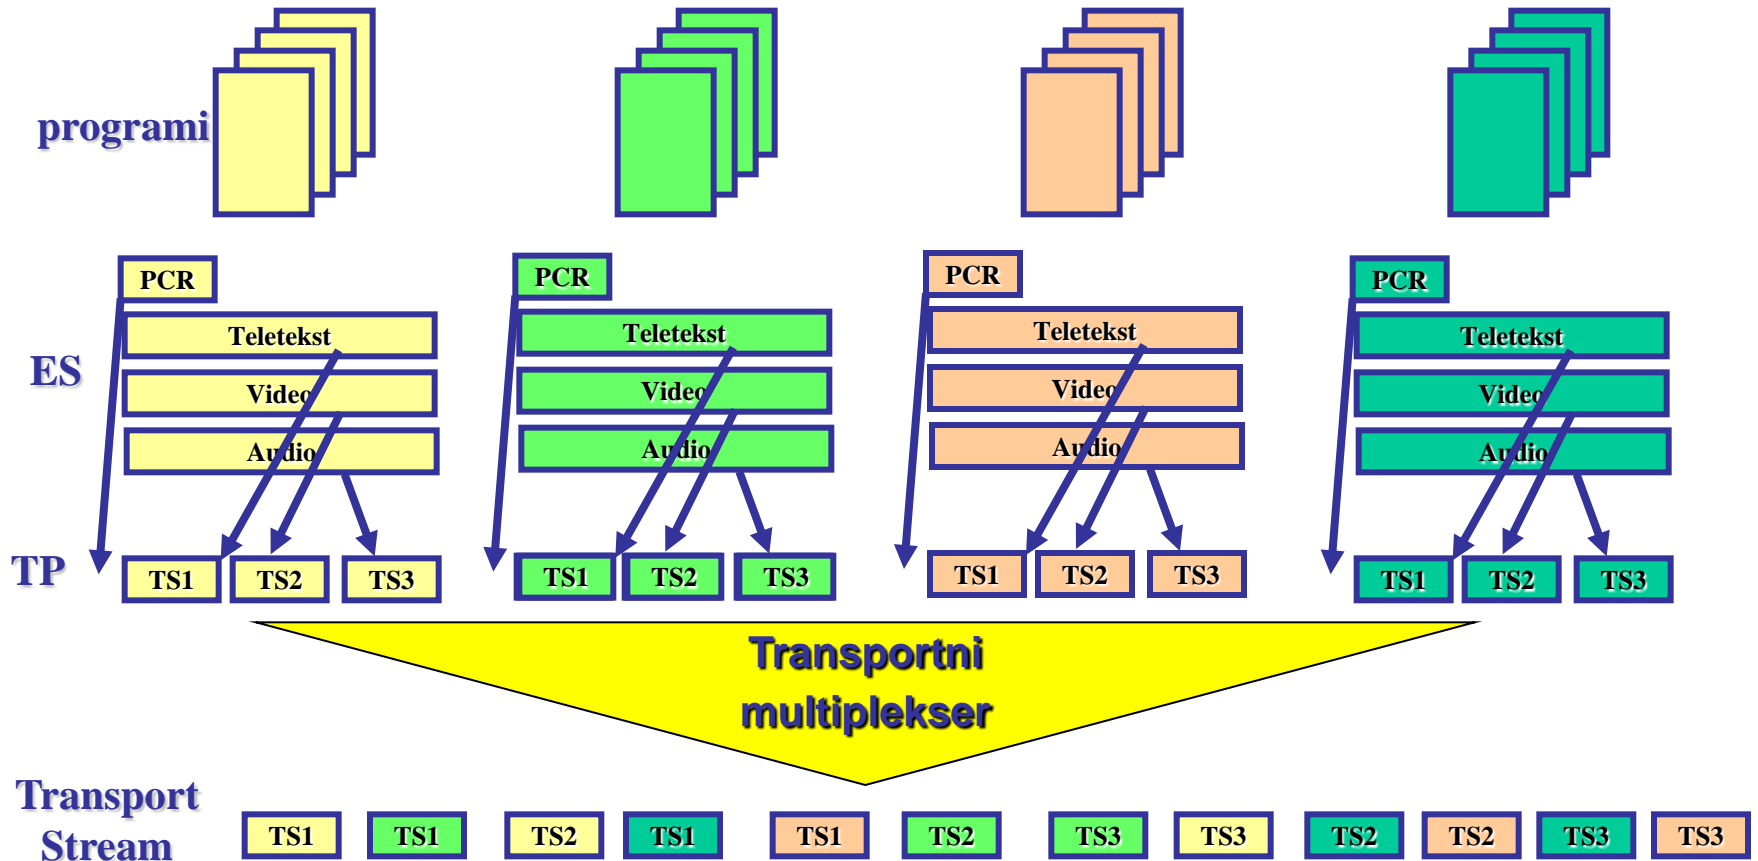 programi
PCR PCR PCR PCR
Teletekst Teletekst Teletekst Teletekst
ES
Video Video Video Video
Audio Audio Audio Audio
TP
TS1 TS2 TS3 TS1 TS2 TS3 TS1 TS2 TS3 TS1 TS2 TS3
Transportni
multiplekser
Transport
Stream
TS1 TS1 TS2 TS1 TS1 TS2 TS3 TS3 TS2 TS2 TS3 TS3